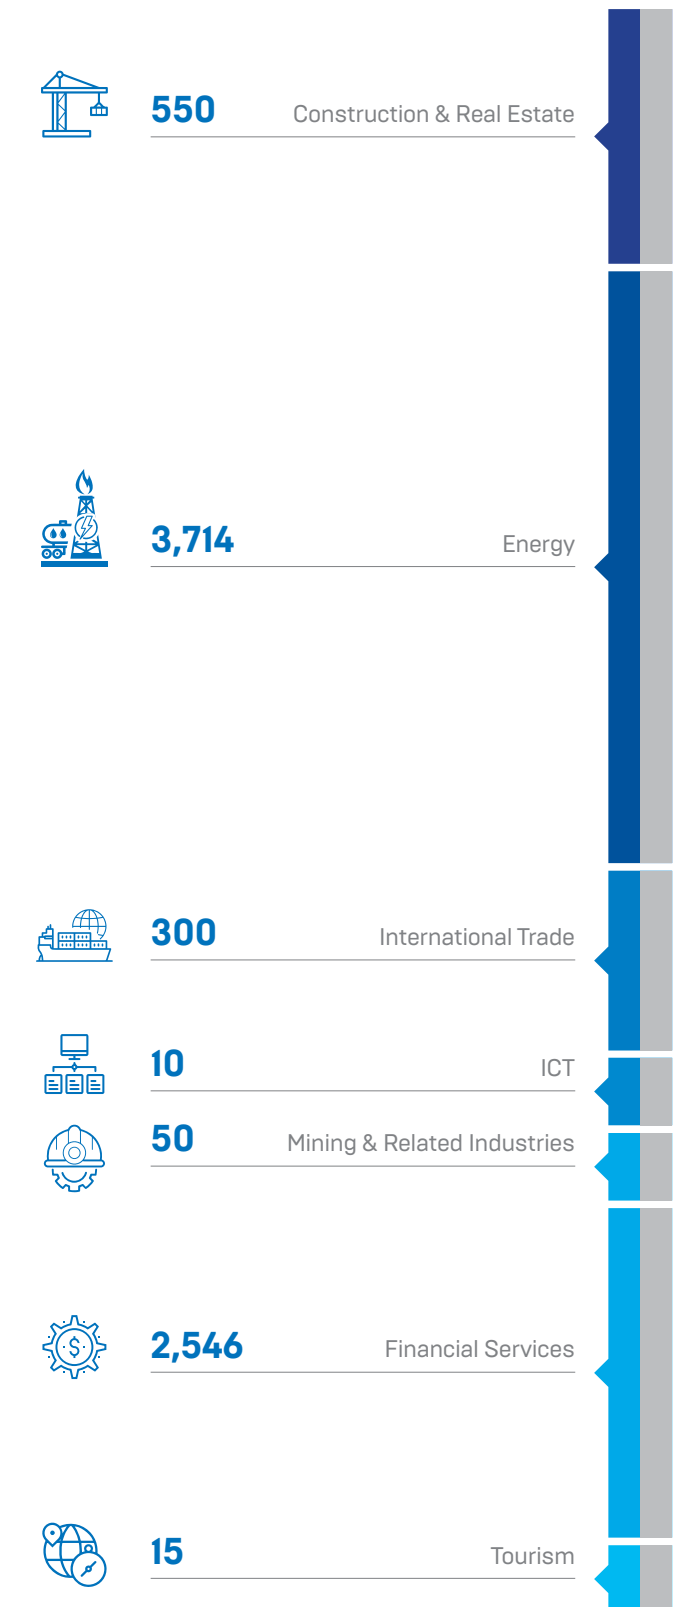 550 Construction & Real Estate
3,714 Energy
300 International Trade
10 ICT
50 Mining & Related Industries
$
2,546 Financial Services
15 Tourism